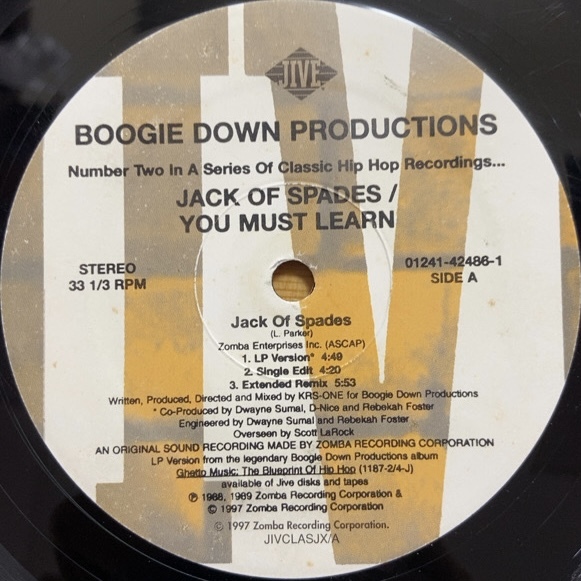 JIVE
BOOGIE DOWN PRODUCTIONS
Number Two In A Series Of Classic Hip Hop Recordings...
JACK OF SPADES /
YOU MUST LEARN
STEREO
33 1/3 RPM
01241-42486-1
SIDE A
Jack Of Spades
(L. Parker)
Zomba Enterprises Inc. (ASCAP)
1. LP Version* 4:49
2. Single Edit 4:20
3. Extended Remix 5:53
Written, Produced, Directed and Mixed by KRS-ONE for Boogie Down Productions
* Co-Produced by Dwayne Sumal, D-Nice and Rebekah Foster
Engineered by Dwayne Sumal and Rebekah Foster
Overseen by Scott LaRock
AN ORIGINAL SOUND RECORDING MADE BY ZOMBA RECORDING CORPORATION
LP Version from the legendary Boogie Down Productions album
Ghetto Music: The Blueprint Of Hip Hop (1187-2/4-J)
available of Jive disks and tapes
℗ 1988, 1989 Zomba Recording Corporation &
© 1997 Zomba Recording Corporation
© 1997 Zomba Recording Corporation.
JIVCLASJX/A